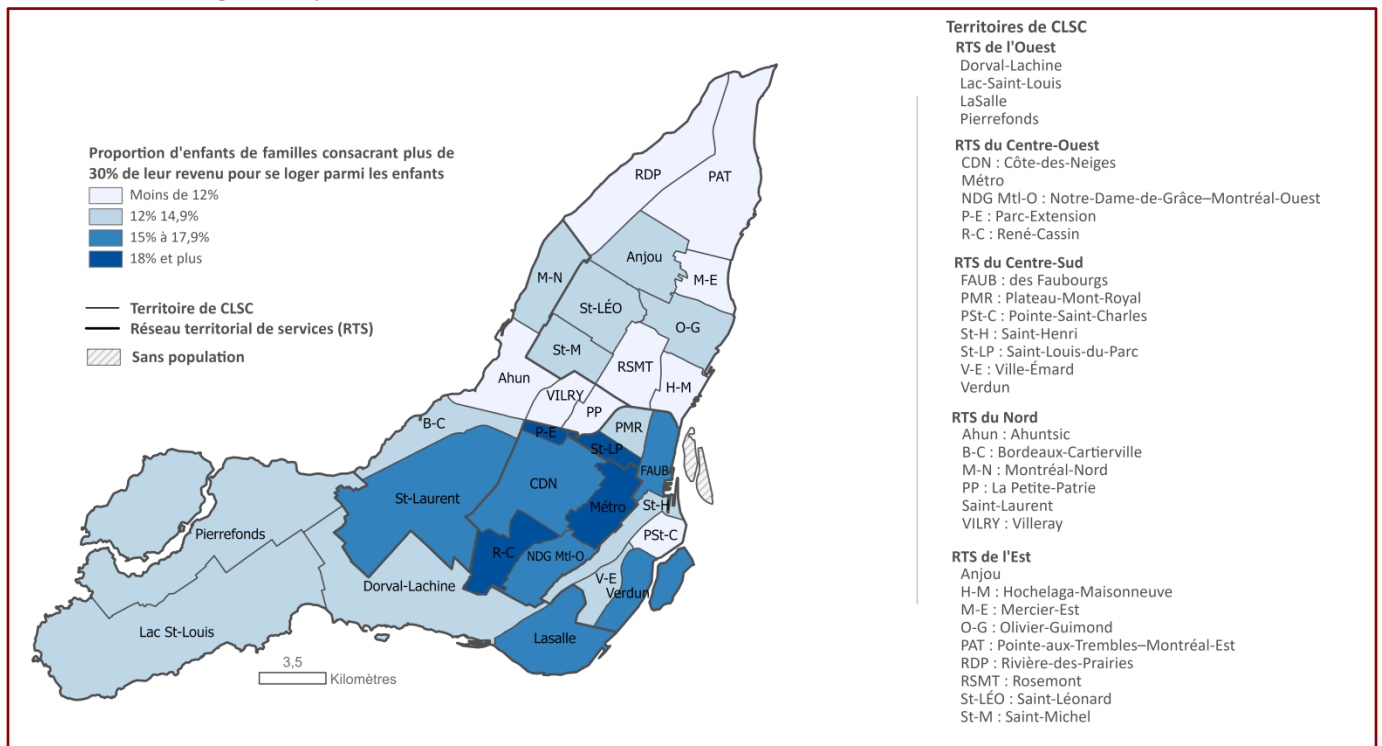 Proportion d'enfants de familles consacrant plus de
30% de leur revenu pour se loger parmi les enfants
Moins de 12%
12% 14,9%
15% à 17,9%
18% et plus
Territoire de CLSC
Réseau territorial de services (RTS)
Sans population
RDP
PAT
Anjou
M-E
M-N
St-LÉO
O-G
St-M
RSMT
Ahun
H-M
VILRY
PP
B-C
PMR
P-E
St-LP
FAUB
CDN
St-Laurent
Métro
St-H
Pierrefonds
PSt-C
R-C
NDG Mtl-O
Dorval-Lachine
V-E
Verdun
Lac St-Louis
Lasalle
3,5
Kilomètres
Territoires de CLSC
RTS de l'Ouest
Dorval-Lachine
Lac-Saint-Louis
LaSalle
Pierrefonds
RTS du Centre-Ouest
CDN : Côte-des-Neiges
Métro
NDG Mtl-O : Notre-Dame-de-Grâce–Montréal-Ouest
P-E : Parc-Extension
R-C : René-Cassin
RTS du Centre-Sud
FAUB : des Faubourgs
PMR : Plateau-Mont-Royal
PSt-C : Pointe-Saint-Charles
St-H : Saint-Henri
St-LP : Saint-Louis-du-Parc
V-E : Ville-Émard
Verdun
RTS du Nord
Ahun : Ahuntsic
B-C : Bordeaux-Cartierville
M-N : Montréal-Nord
PP : La Petite-Patrie
Saint-Laurent
VILRY : Villeray
RTS de l'Est
Anjou
H-M : Hochelaga-Maisonneuve
M-E : Mercier-Est
O-G : Olivier-Guimond
PAT : Pointe-aux-Trembles–Montréal-Est
RDP : Rivière-des-Prairies
RSMT : Rosemont
St-LÉO : Saint-Léonard
St-M : Saint-Michel